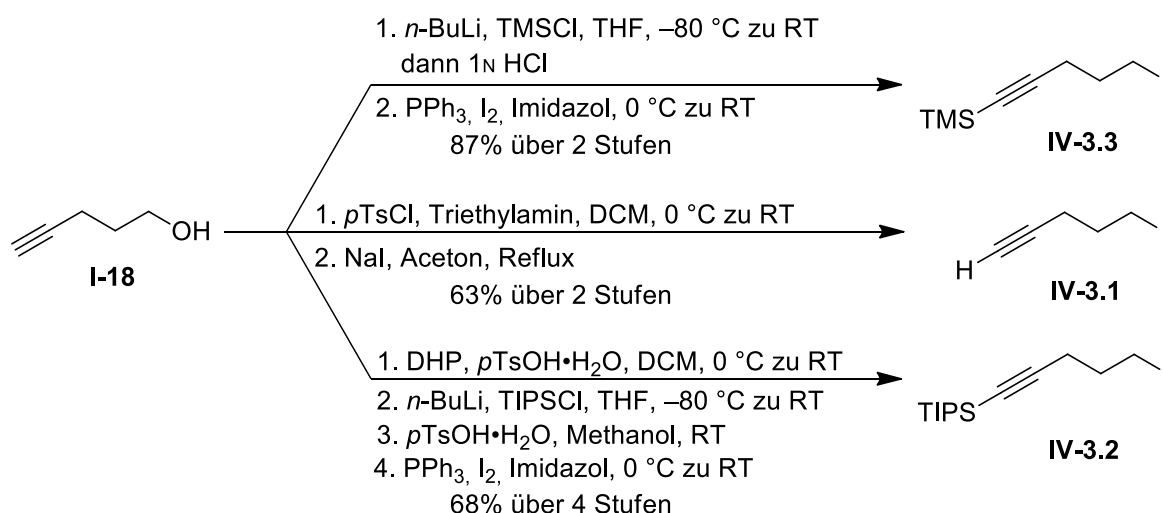 1. n-BuLi, TMSCl, THF, –80 °C zu RT
dann 1N HCl
2. PPh3, I2, Imidazol, 0 °C zu RT
87% über 2 Stufen
TMS
IV-3.3
OH
I-18
1. pTsCl, Triethylamin, DCM, 0 °C zu RT
2. NaI, Aceton, Reflux
63% über 2 Stufen
H
IV-3.1
1. DHP, pTsOH•H2O, DCM, 0 °C zu RT
2. n-BuLi, TIPSCl, THF, –80 °C zu RT
3. pTsOH•H2O, Methanol, RT
4. PPh3, I2, Imidazol, 0 °C zu RT
68% über 4 Stufen
TIPS
IV-3.2